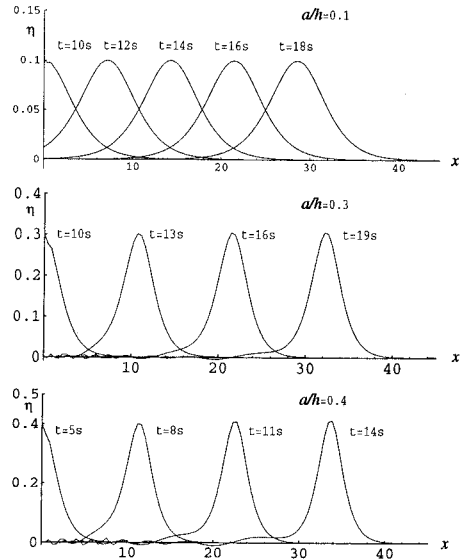 0.15
η
a/h=0.1
t=10s t=12s t=14s t=16s t=18s
0.1
0.05
0
10 20 30 40 x
0.4
η
a/h=0.3
0.3
t=10s t=13s t=16s t=19s
0.2
0.1
0
10 20 30 40 x
0.5
η
a/h=0.4
0.4
t=5s t=8s t=11s t=14s
0.2
0
10 20 30 40 x